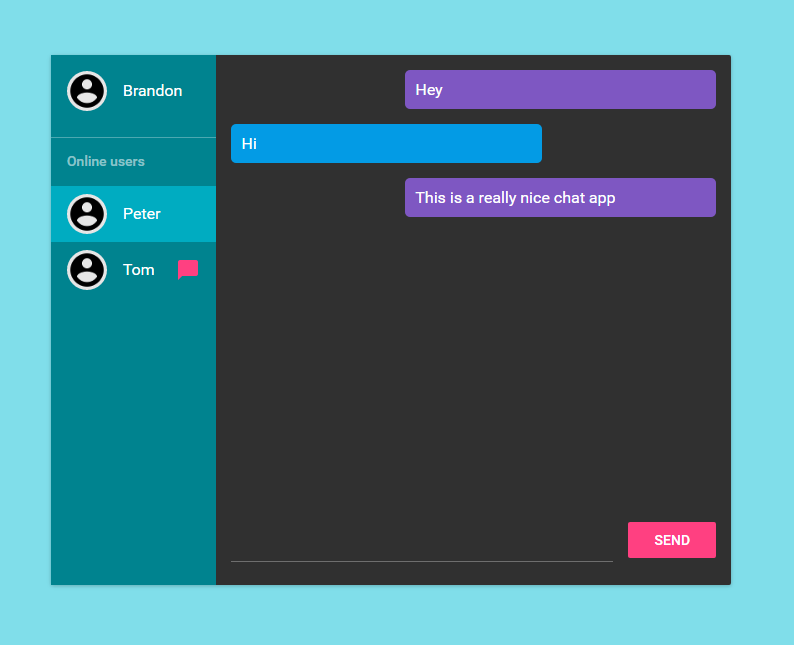 Brandon
Online users
Peter
Tom
Hey
Hi
This is a really nice chat app
SEND